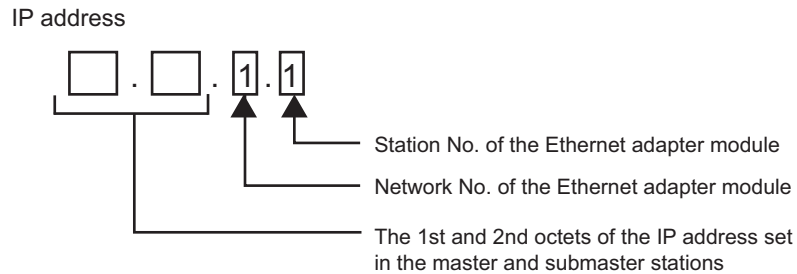 IP address
. . 1 . 1
Station No. of the Ethernet adapter module
Network No. of the Ethernet adapter module
The 1st and 2nd octets of the IP address set
in the master and submaster stations